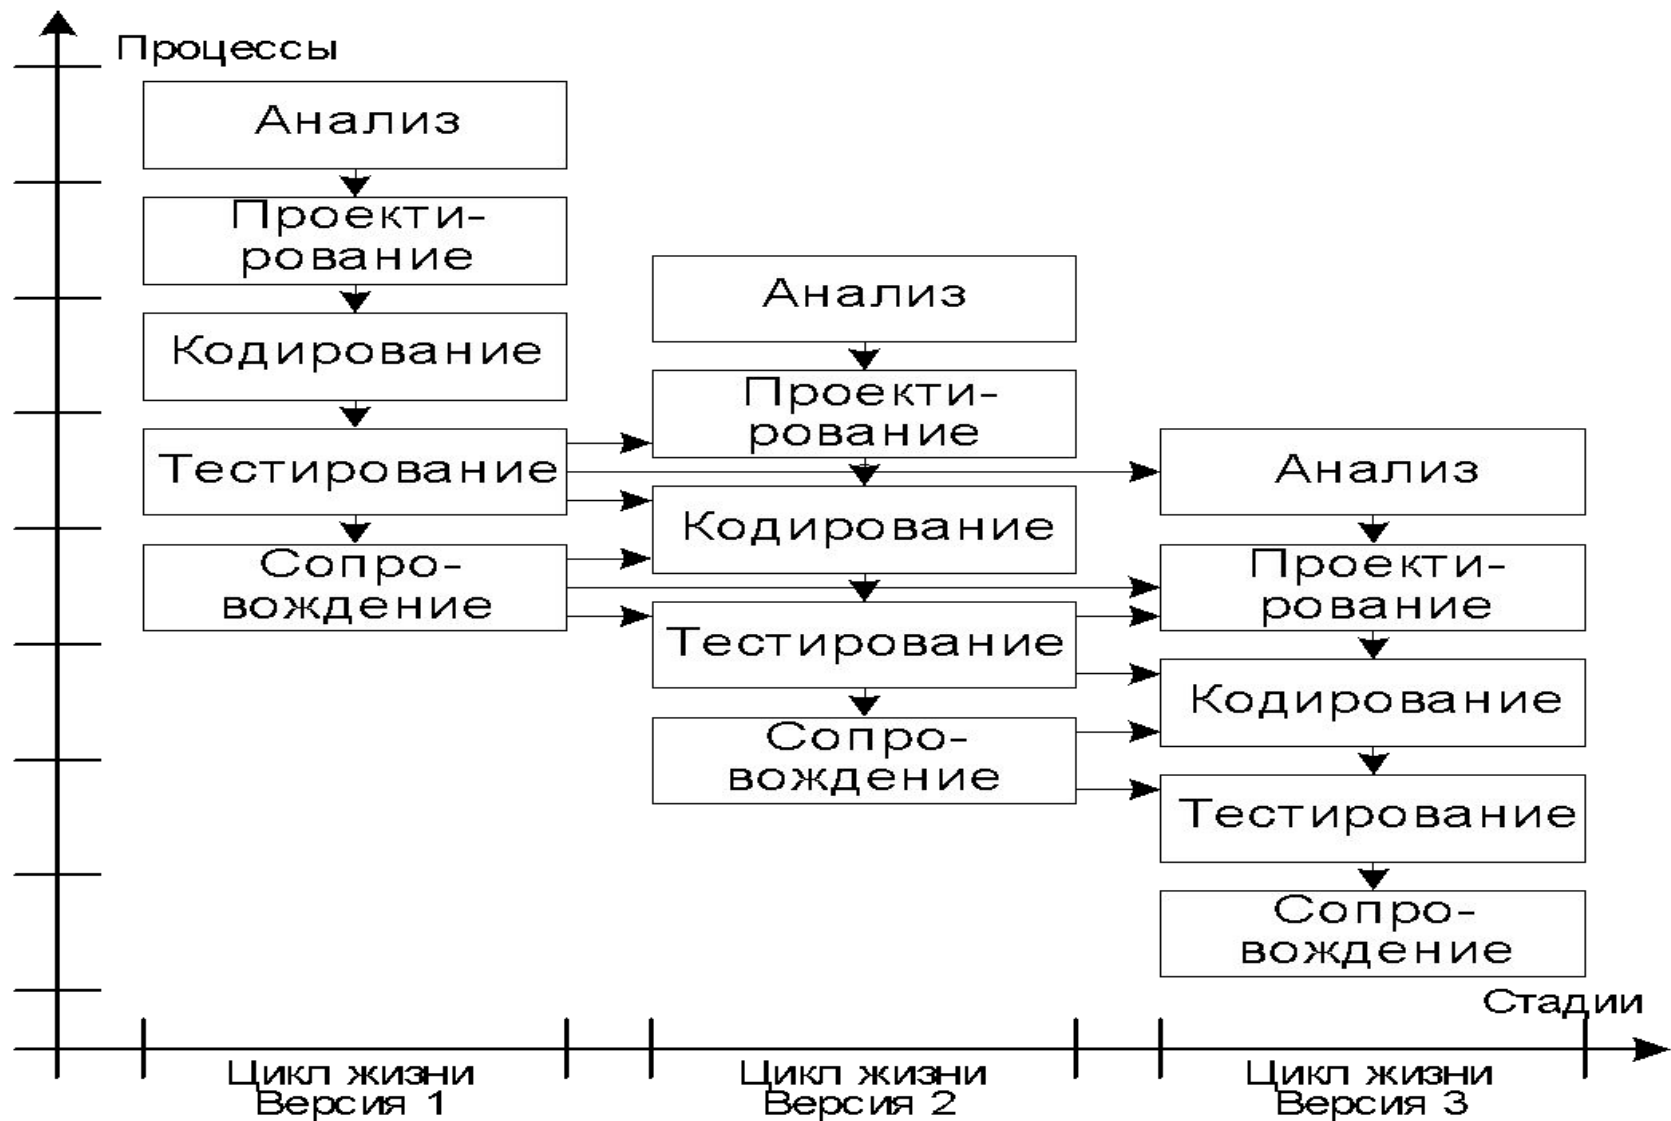 Процессы
Анализ
Проекти-
рование
Кодирование
Тестирование
Сопро-
вождение
Анализ
Проекти-
рование
Кодирование
Тестирование
Сопро-
вождение
Анализ
Проекти-
рование
Кодирование
Тестирование
Сопро-
вождение
Стадии
Цикл жизни
Версия 1
Цикл жизни
Версия 2
Цикл жизни
Версия 3